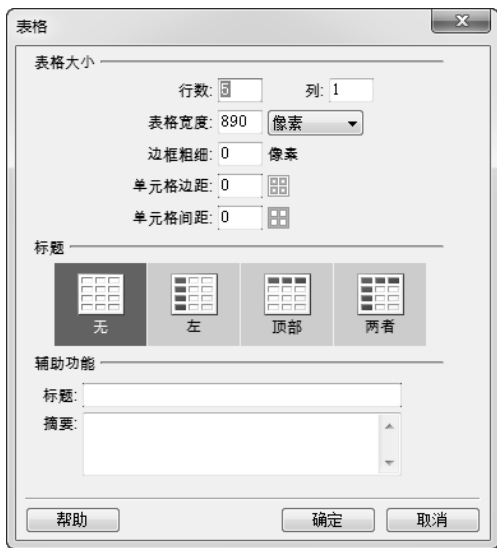 表格
x
表格大小
行数: 5 列: 1
表格宽度: 890 像素
边框粗细: 0 像素
单元格边距: 0
单元格间距: 0
标题
无 左 顶部 两者
辅助功能
标题:
摘要:
帮助 确定 取消